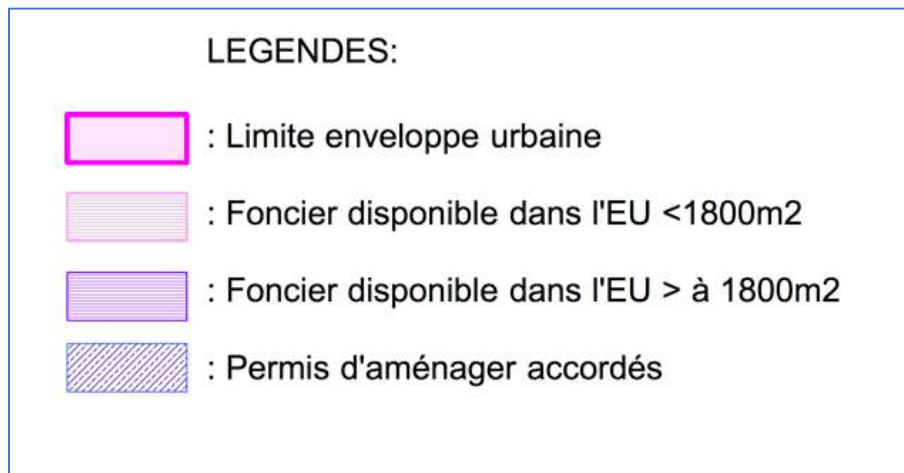 LEGENDES:
: Limite enveloppe urbaine
: Foncier disponible dans l'EU <1800m2
: Foncier disponible dans l'EU > à 1800m2
: Permis d'aménager accordés